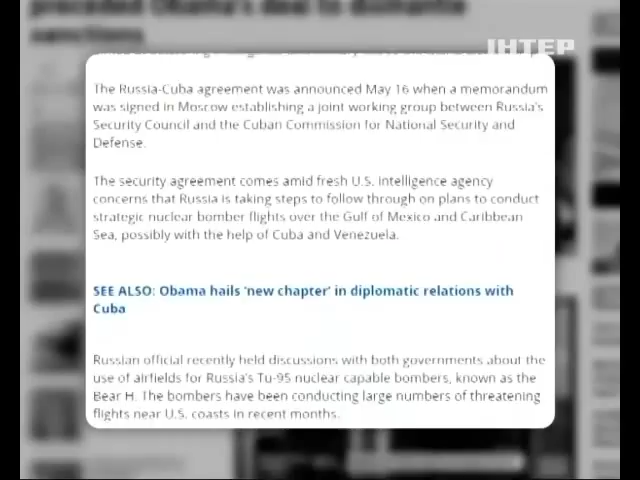 preceded Obama's deal to dismantle
sanctions
ІНТЕР
The Russia-Cuba agreement was announced May 16 when a memorandum
was signed in Moscow establishing a joint working group between Russia's
Security Council and the Cuban Commission for National Security and
Defense.
The security agreement comes amid fresh U.S. intelligence agency
concerns that Russia is taking steps to follow through on plans to conduct
strategic nuclear bomber flights over the Gulf of Mexico and Caribbean
Sea, possibly with the help of Cuba and Venezuela.
SEE ALSO: Obama hails 'new chapter' in diplomatic relations with
Cuba
Russian official recently held discussions with both governments about the
use of airfields for Russia's Tu-95 nuclear capable bombers, known as the
Bear H. The bombers have been conducting large numbers of threatening
flights near U.S. coasts in recent months.